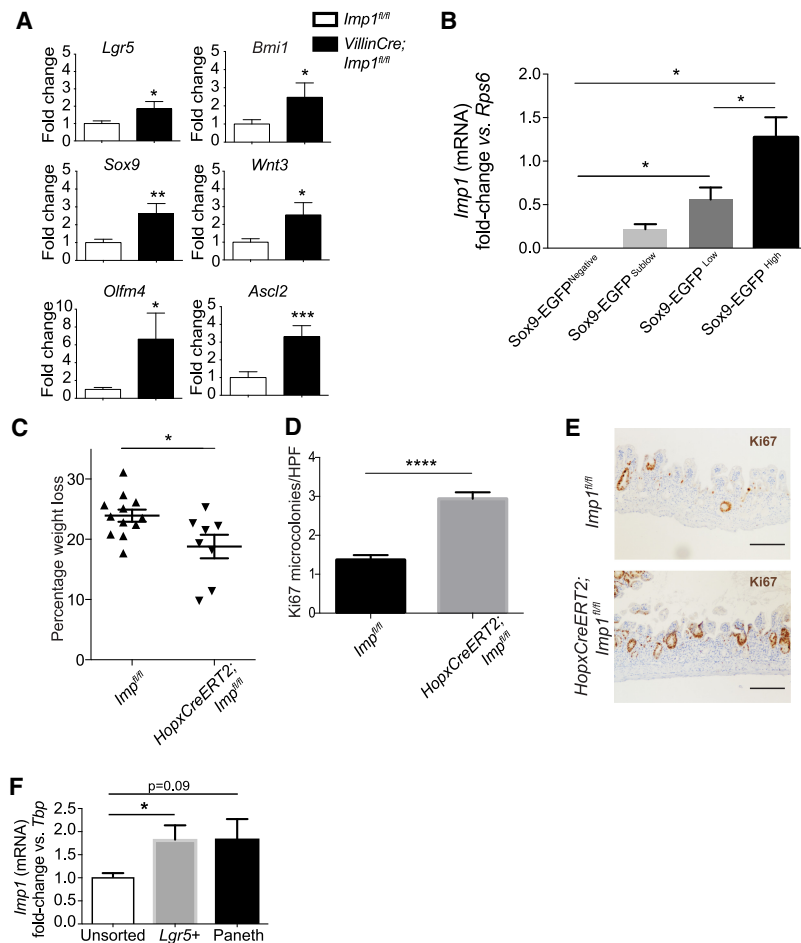 A
Imp1fl/fl
VillinCre;
Imp1fl/fl
Lgr5
Fold change
5
4
3
2
1
0
*
Bmi1
Fold change
5
4
3
2
1
0
*
Sox9
Fold change
5
4
3
2
1
0
**
Wnt3
Fold change
5
4
3
2
1
0
*
Olfm4
Fold change
10
8
6
4
2
0
*
Ascl2
Fold change
5
4
3
2
1
0
***
B
Imp1 (mRNA)
fold-change vs. Rps6
2.0
1.5
1.0
0.5
0.0
*
*
*
Sox9-EGFPNegative
Sox9-EGFPSublow
Sox9-EGFPLow
Sox9-EGFPHigh
C
Percentage weight loss
30
20
10
0
*
Impfl/fl
HopxCreERT2;
Impfl/fl
D
Ki67 microcolonies/HPF
4
3
2
1
0
****
Impfl/fl
HopxCreERT2;
Impfl/fl
E
Imp1fl/fl
Ki67
HopxCreERT2;
Imp1fl/fl
Ki67
F
Imp1 (mRNA)
fold-change vs. Tbp
2.5
2.0
1.5
1.0
0.5
0.0
p=0.09
*
Unsorted
Lgr5+
Paneth